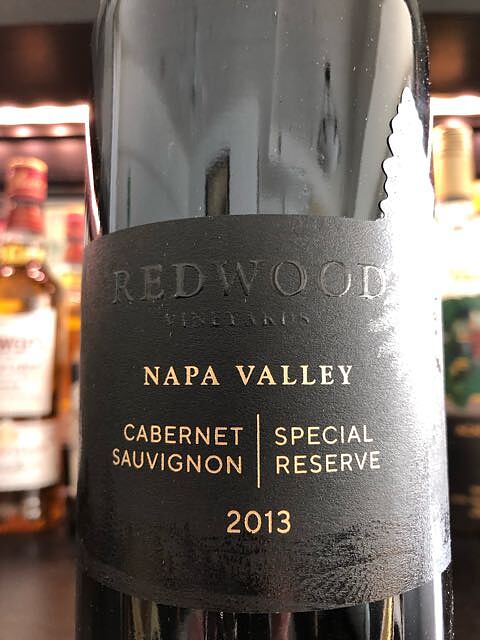 REDWOOD
VINEYARDS
NAPA VALLEY
CABERNET SAUVIGNON | SPECIAL RESERVE
2013